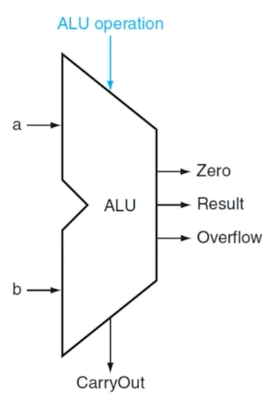 ALU operation
a
Zero
ALU
Result
Overflow
b
CarryOut